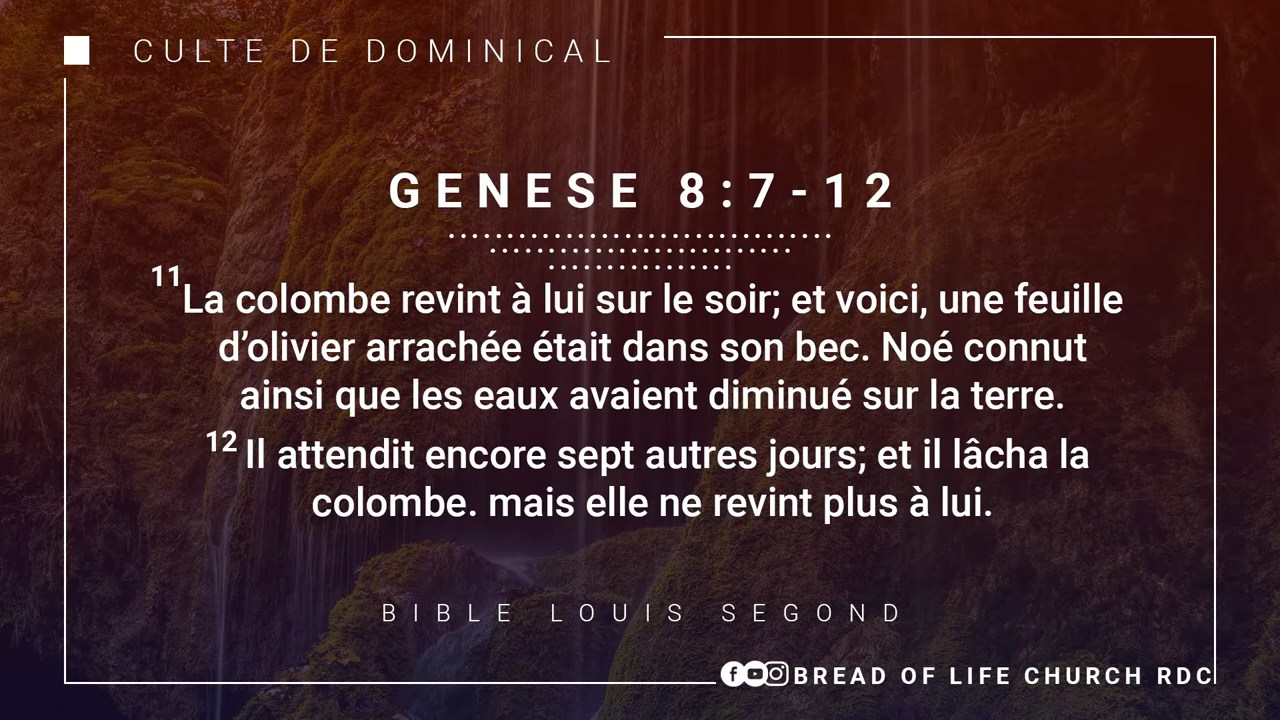 CULTE DE DOMINICAL
GENESE 8:7-12
11La colombe revint à lui sur le soir; et voici, une feuille
d’olivier arrachée était dans son bec. Noé connut
ainsi que les eaux avaient diminué sur la terre.
12 Il attendit encore sept autres jours; et il lâcha la
colombe. mais elle ne revint plus à lui.
BIBLE LOUIS SEGOND
BREAD OF LIFE CHURCH RDC